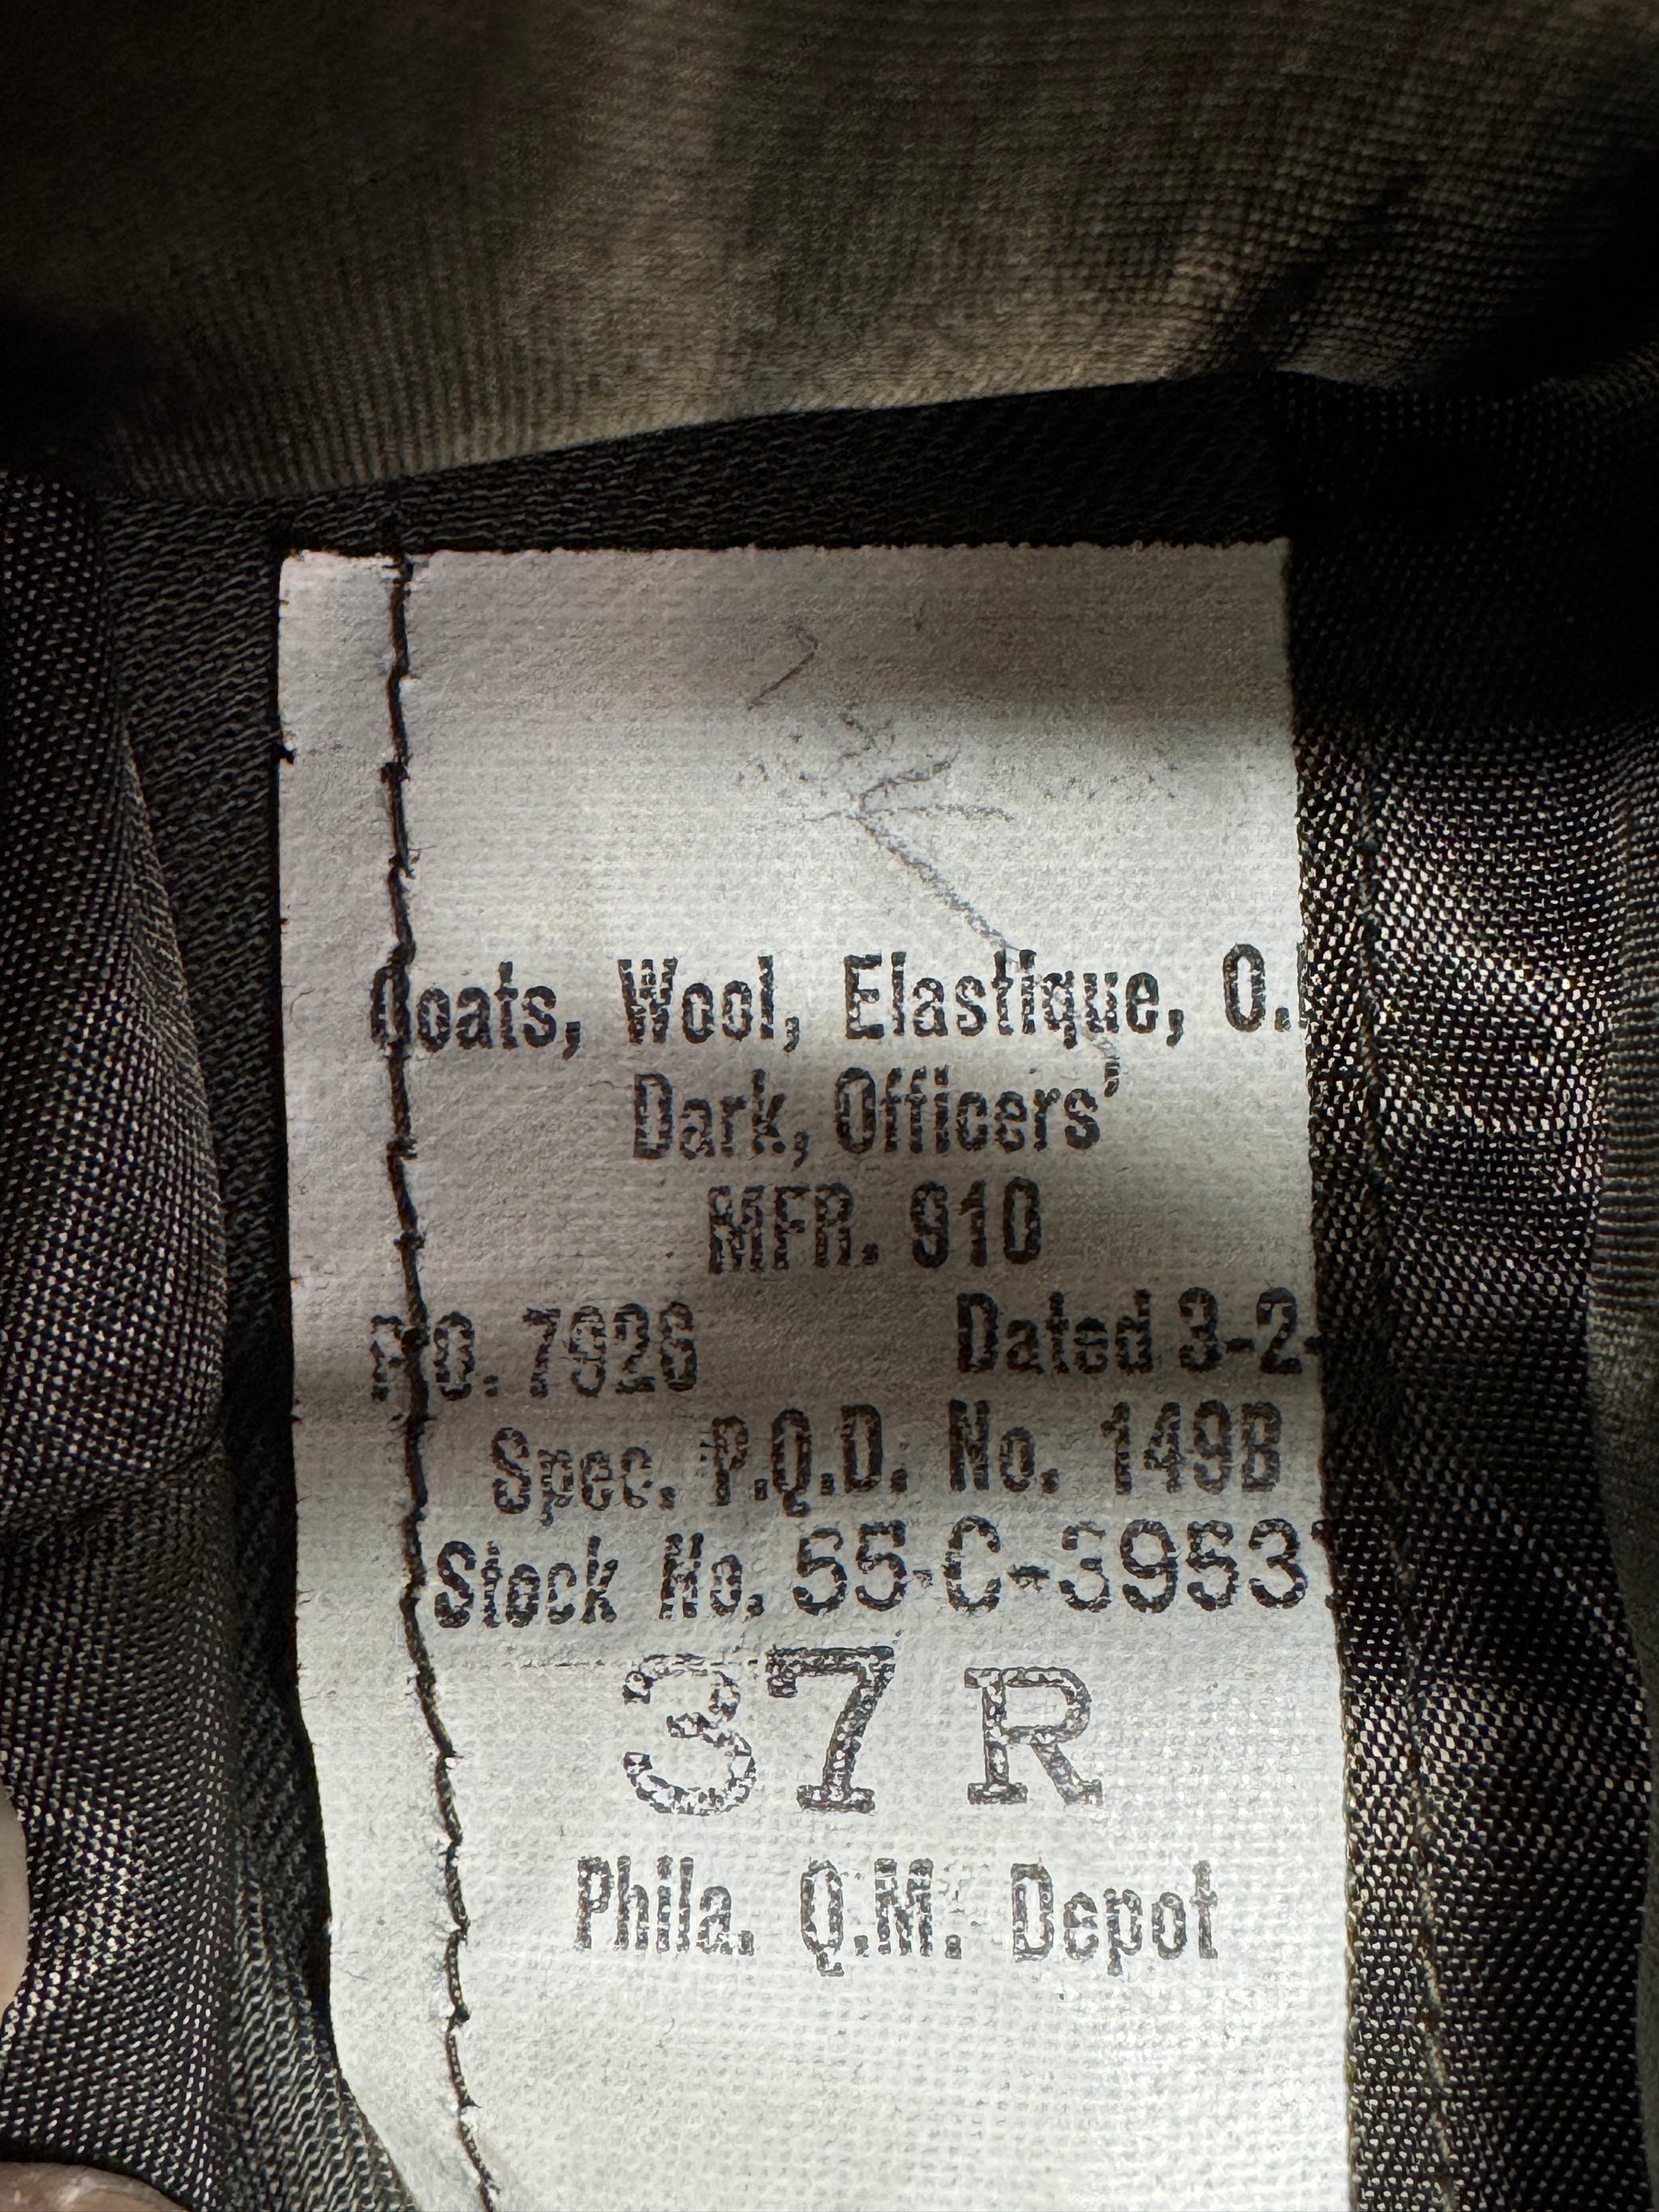 Coats, Wool, Elastique, O.
Dark, Officers'
MFR. 910
No. 7926 Dated 3-2-
Spec. P.Q.D. No. 149B
Stock No. 55-C-3953
37 R
Phila. Q.M. Depot